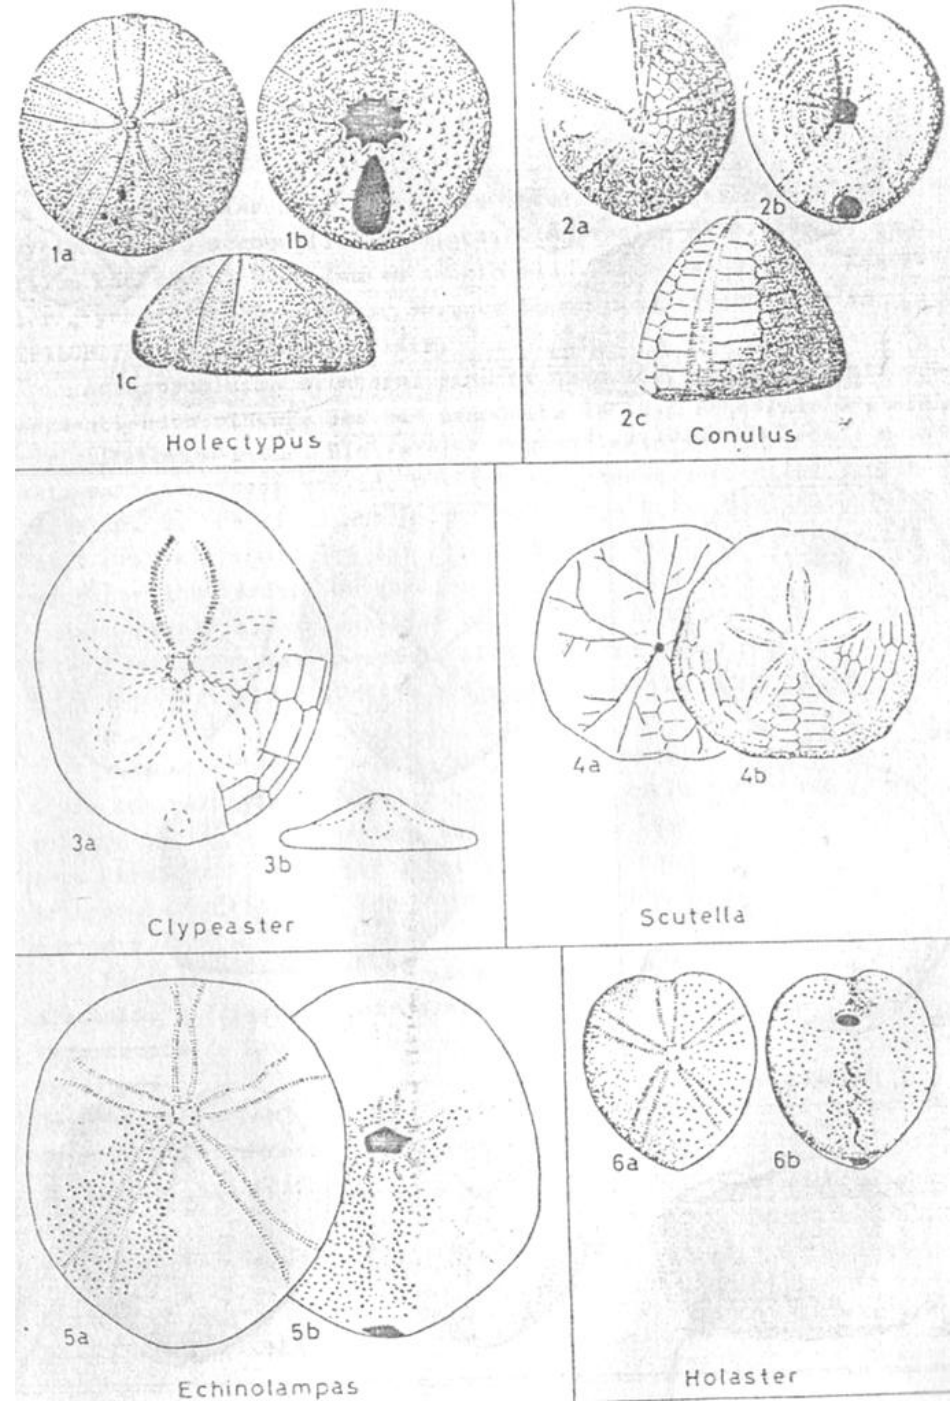 1a
1b
1c
Holectypus
2a
2b
2c
Conulus
3a
3b
Clypeaster
4a
4b
Scutella
5a
5b
Echinolampas
6a
6b
Holaster